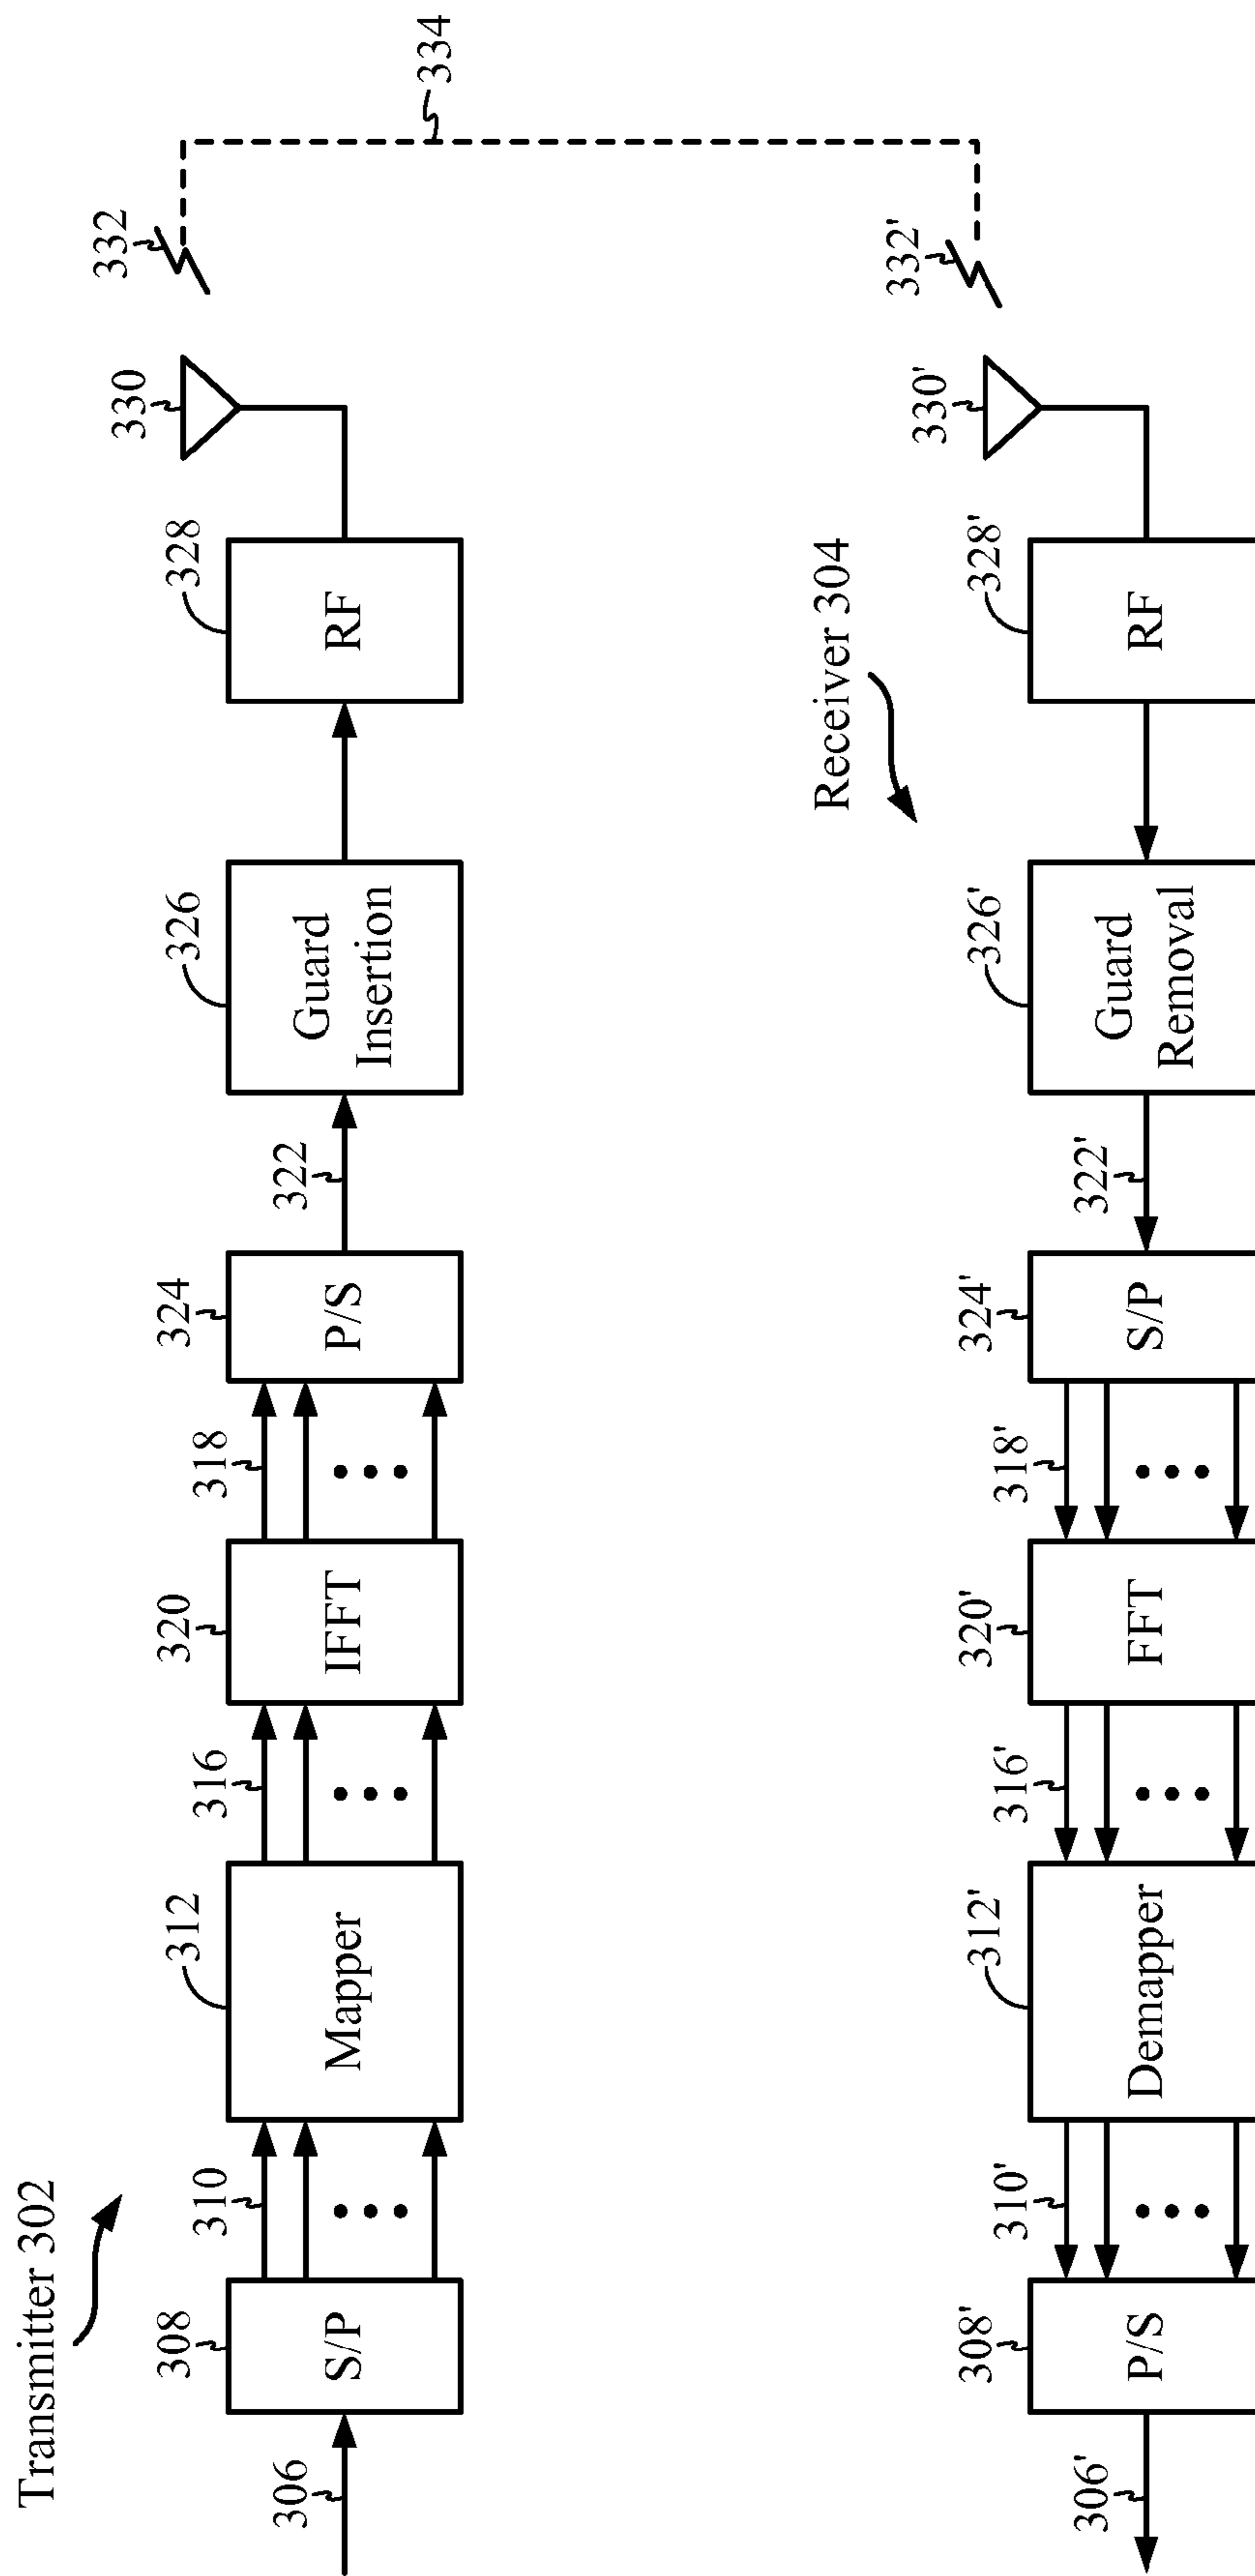 Transmitter 302
306
308
S/P
310
312
Mapper
316
320
IFFT
318
324
P/S
322
326
Guard
Insertion
328
RF
330
332
334
Receiver 304
306'
308'
P/S
310'
312'
Demapper
316'
320'
FFT
318'
324'
S/P
322'
326'
Guard
Removal
328'
RF
330'
332'